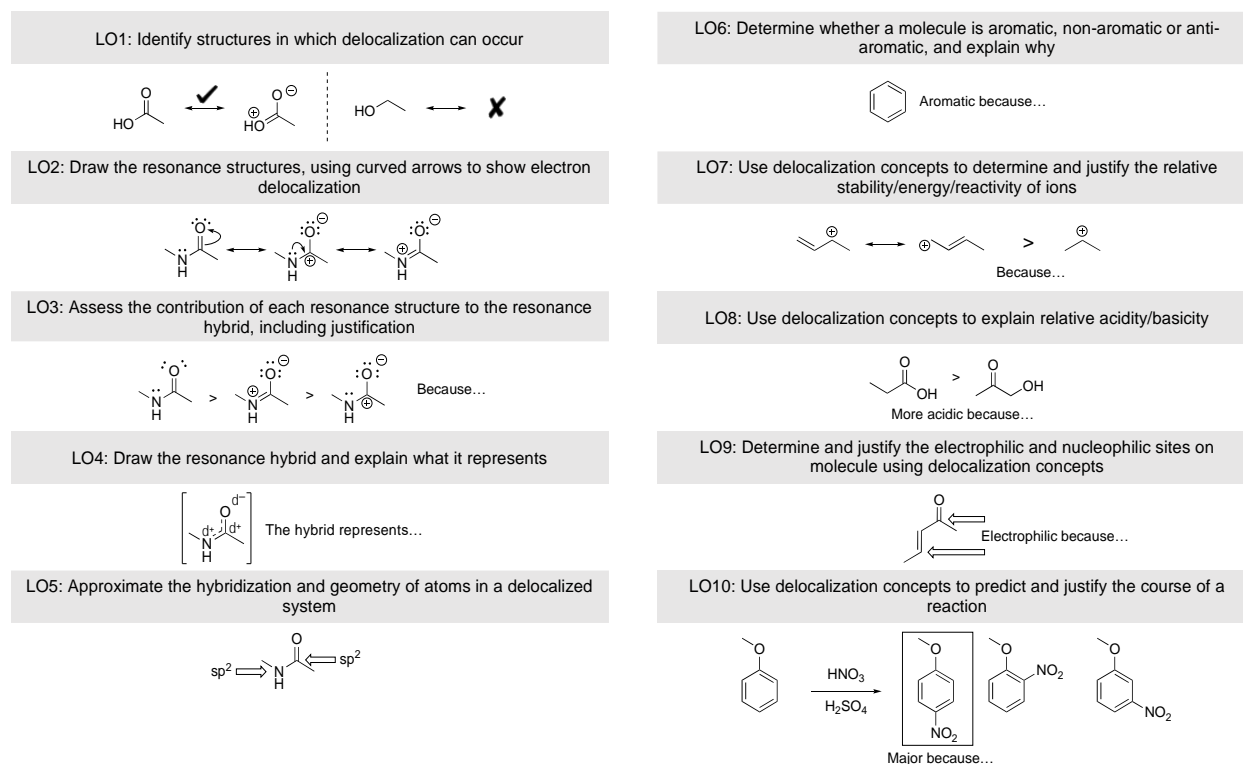 LO1: Identify structures in which delocalization can occur
O
HO
O ⊖
⊕
HO
HO
LO2: Draw the resonance structures, using curved arrows to show electron
delocalization
O
N
H
O ⊖
N ⊕
H
O ⊖
⊕
N
H
LO3: Assess the contribution of each resonance structure to the resonance
hybrid, including justification
O
N
H
>
O ⊖
⊕
N
H
>
O ⊖
N ⊕
H
Because…
LO4: Draw the resonance hybrid and explain what it represents
d–
O
d+ d+
N
H
The hybrid represents…
LO5: Approximate the hybridization and geometry of atoms in a delocalized
system
O
sp2
N
H
sp2
LO6: Determine whether a molecule is aromatic, non-aromatic or anti-
aromatic, and explain why
Aromatic because…
LO7: Use delocalization concepts to determine and justify the relative
stability/energy/reactivity of ions
⊕ ⊕ > ⊕
Because…
LO8: Use delocalization concepts to explain relative acidity/basicity
O
OH
>
O
OH
More acidic because…
LO9: Determine and justify the electrophilic and nucleophilic sites on
molecule using delocalization concepts
O
Electrophilic because…
LO10: Use delocalization concepts to predict and justify the course of a
reaction
O
HNO3
H2SO4
O
NO2
O
NO2
O
NO2
Major because…